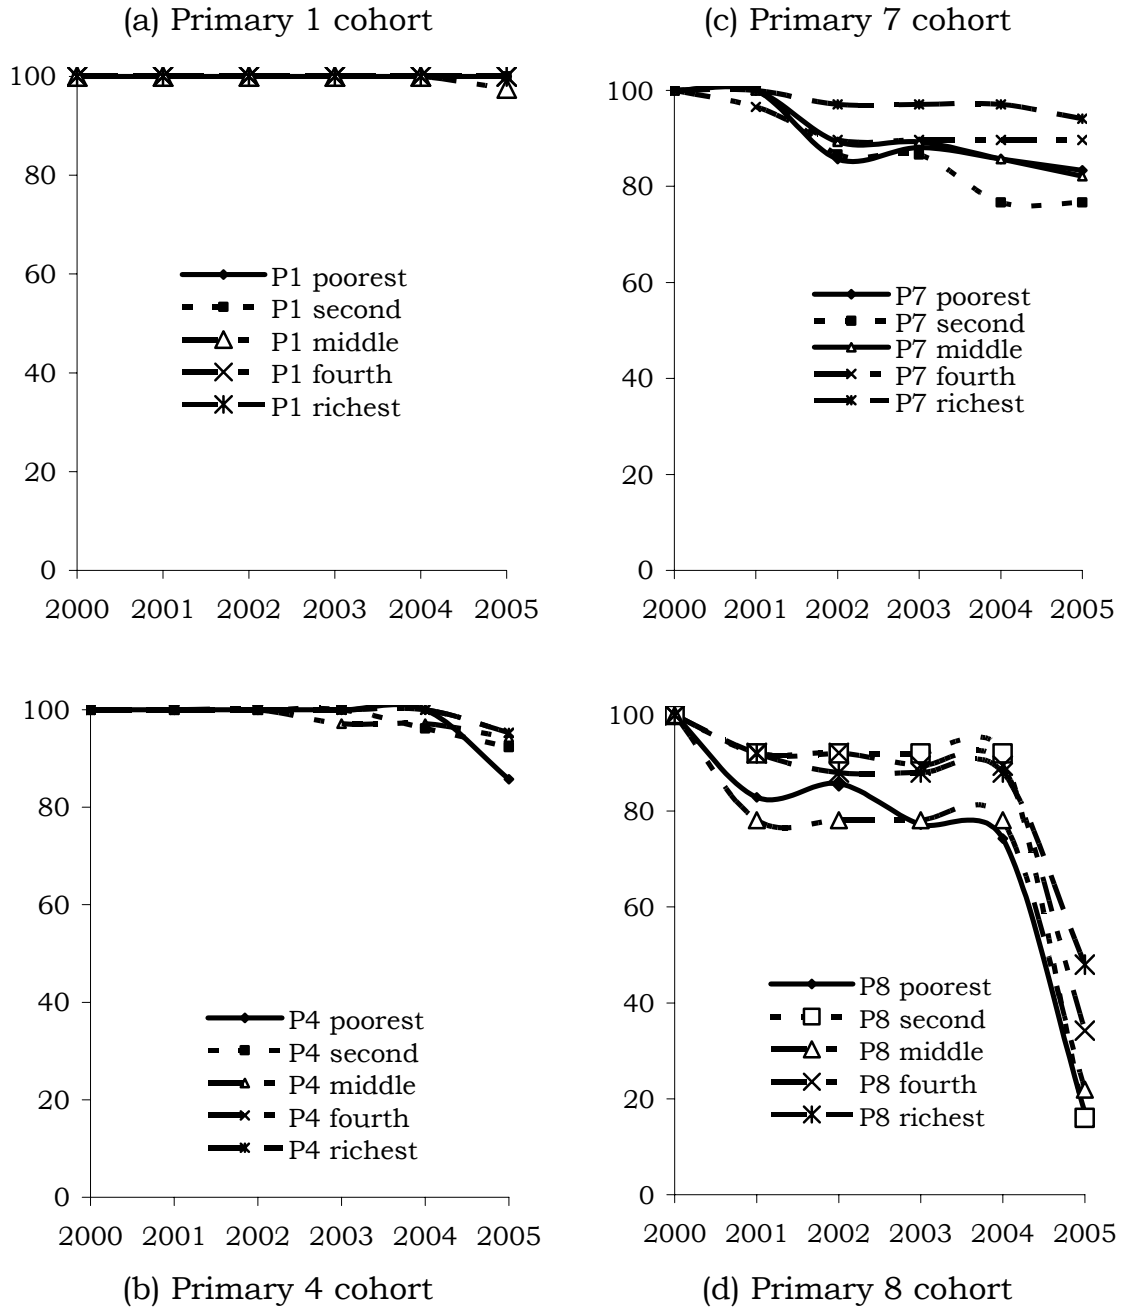 (a) Primary 1 cohort
100
80
60
40
20
0
P1 poorest
P1 second
P1 middle
P1 fourth
P1 richest
2000 2001 2002 2003 2004 2005
(c) Primary 7 cohort
100
80
60
40
20
0
P7 poorest
P7 second
P7 middle
P7 fourth
P7 richest
2000 2001 2002 2003 2004 2005
100
80
60
40
20
0
P4 poorest
P4 second
P4 middle
P4 fourth
P4 richest
2000 2001 2002 2003 2004 2005
(b) Primary 4 cohort
100
80
60
40
20
0
P8 poorest
P8 second
P8 middle
P8 fourth
P8 richest
2000 2001 2002 2003 2004 2005
(d) Primary 8 cohort